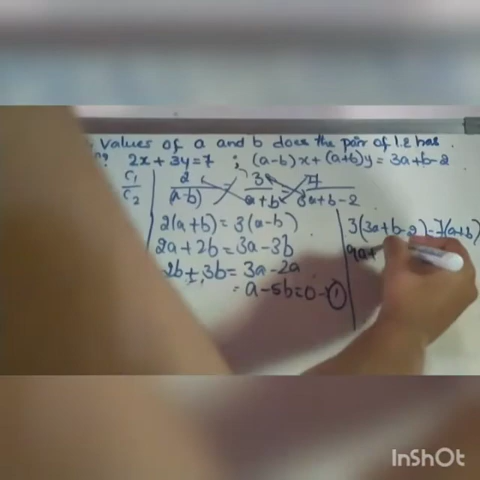 values of a and b does the pair of l.e has
2x + 3y = 7 ; (a-b)x + (a+b)y = 3a+b-2
c1/c2 | 2/(a-b) = 3/a+b = 7/3a+b-2
2(a+b) = 3(a-b)
2a + 2b = 3a - 3b
2b + 3b = 3a - 2a
= a - 5b = 0 - 1
3(3a+b-2) = 7(a+b)
9a+
InShOt